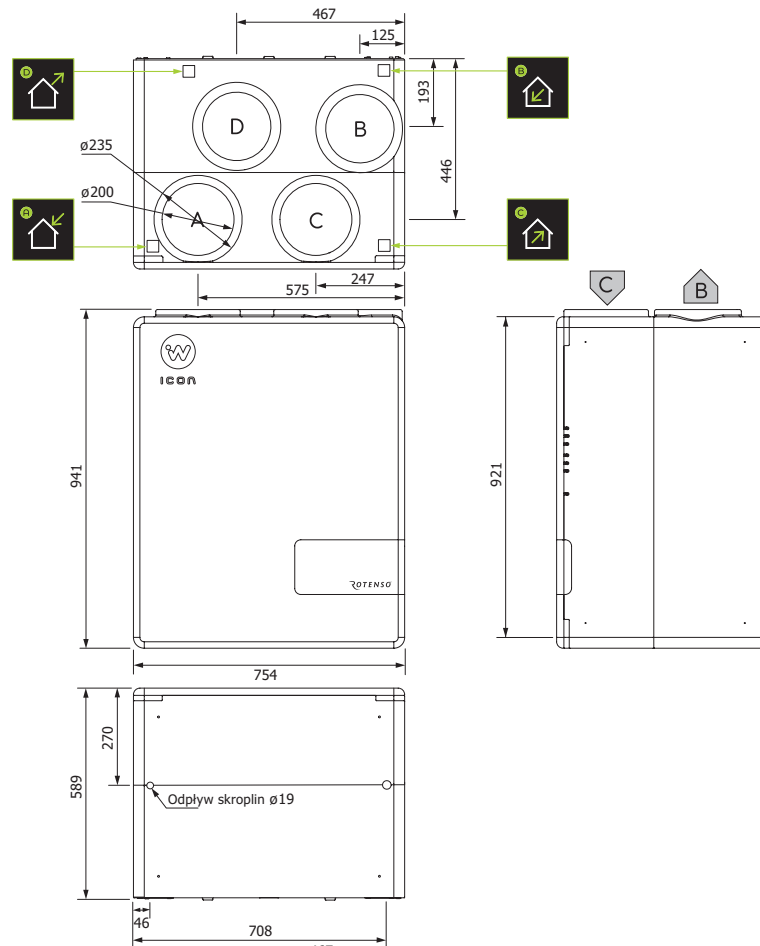 467
125
D
B
193
D
B
446
ø235
ø200
A
A
C
C
247
575
C
B
ICON
941
921
ROTENSO
754
270
589
Odpływ skroplin ø19
46
708